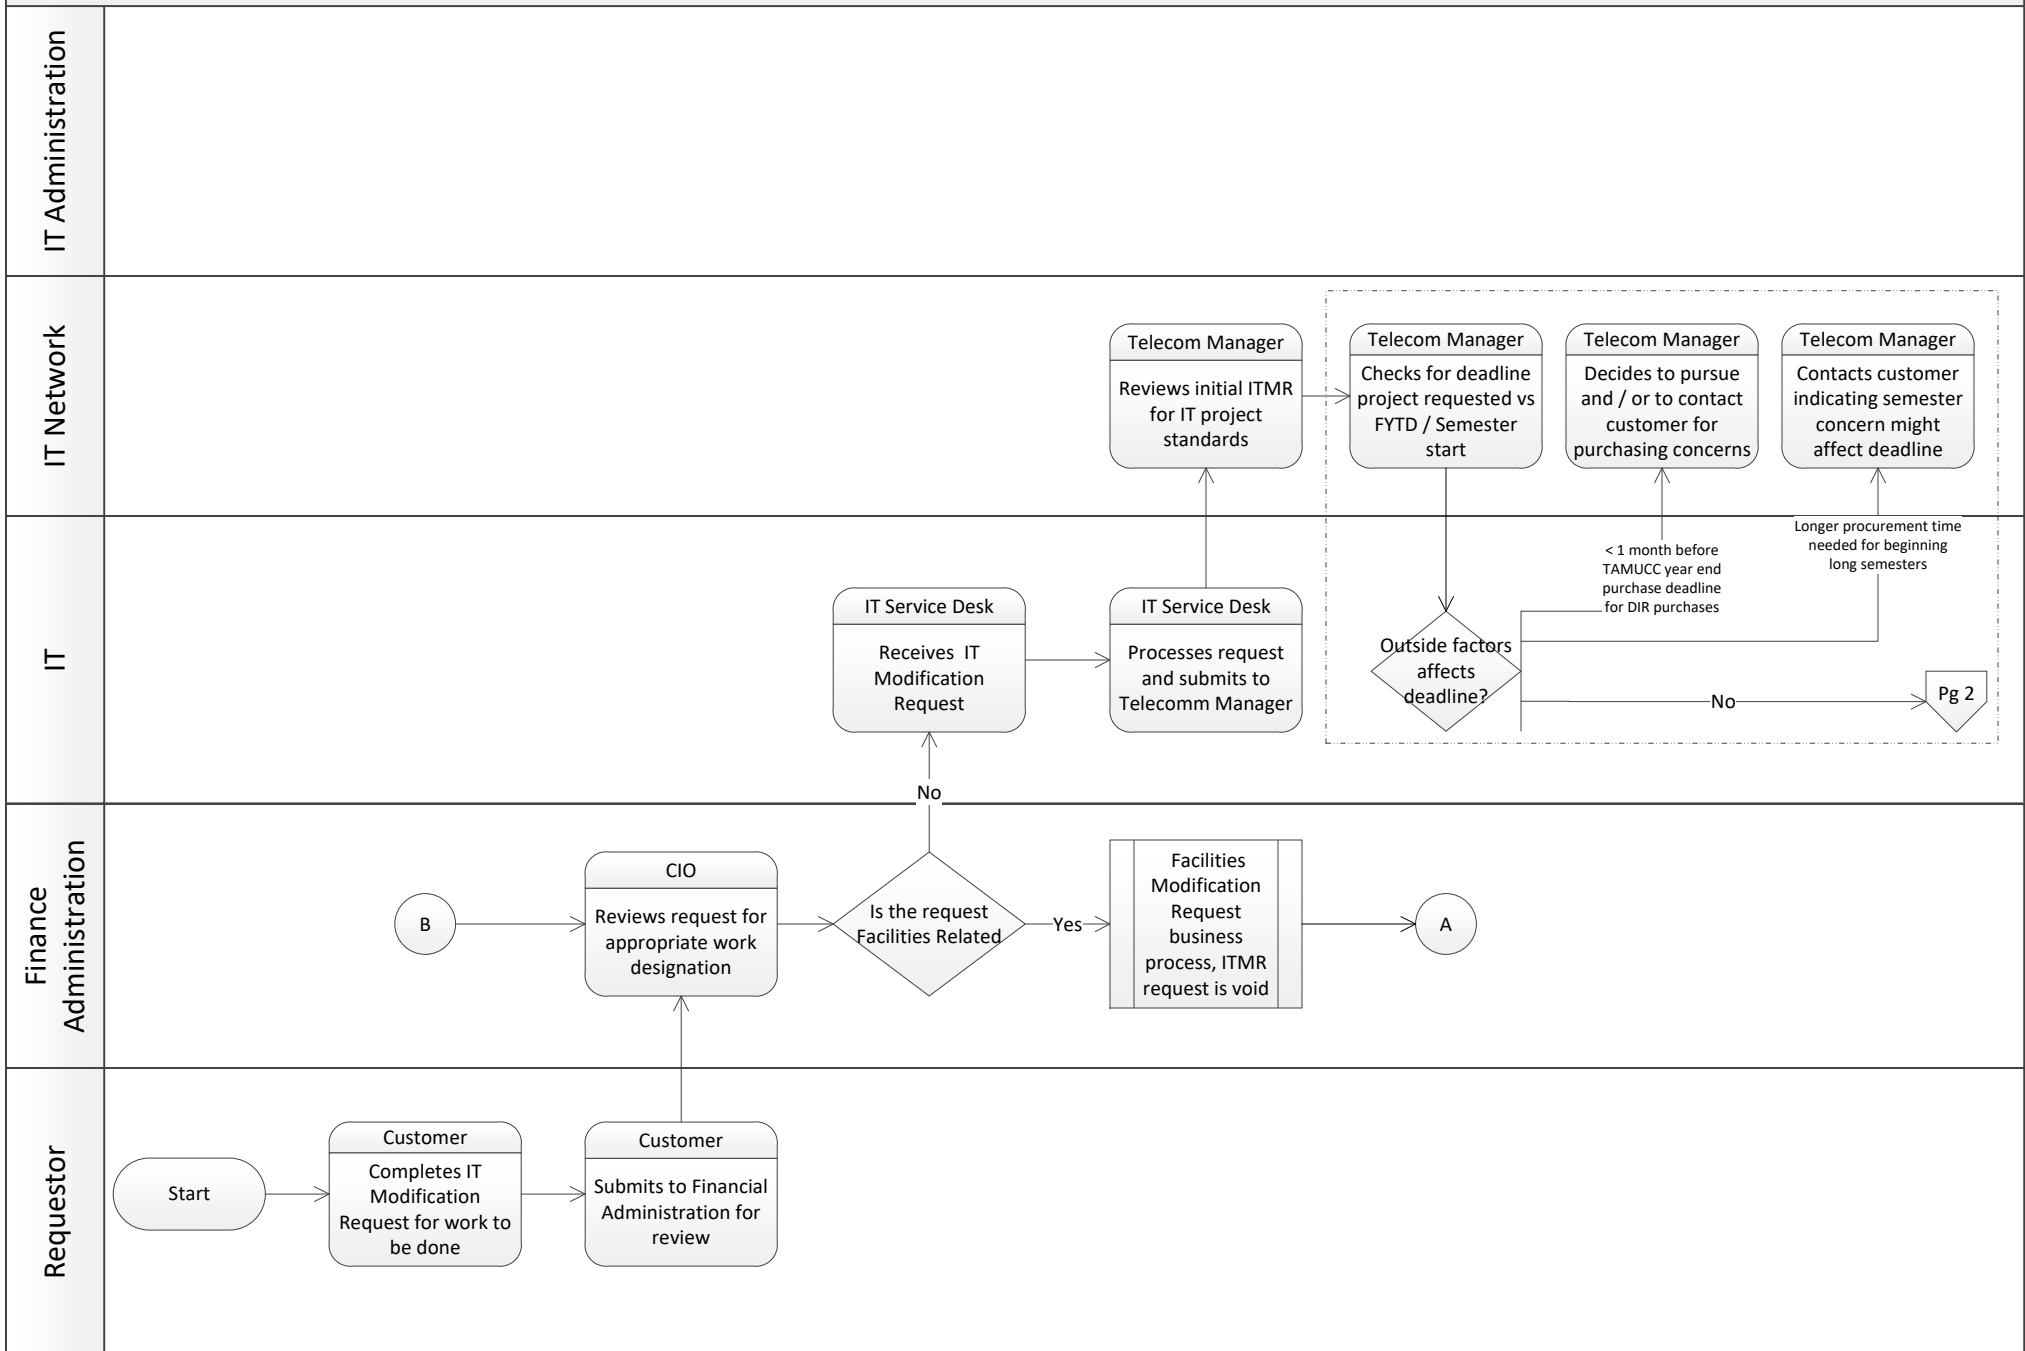 IT Administration
IT Network
Telecom Manager
Reviews initial ITMR
for IT project
standards
Telecom Manager
Checks for deadline
project requested vs
FYTD / Semester
start
Telecom Manager
Decides to pursue
and / or to contact
customer for
purchasing concerns
Telecom Manager
Contacts customer
indicating semester
concern might
affect deadline
IT
IT Service Desk
Receives  IT
Modification
Request
IT Service Desk
Processes request
and submits to
Telecomm Manager
Outside factors
affects
deadline?
< 1 month before
TAMUCC year end
purchase deadline
for DIR purchases
Longer procurement time
needed for beginning
long semesters
No
Pg 2
No
Finance
Administration
B
CIO
Reviews request for
appropriate work
designation
Is the request
Facilities Related
Yes
Facilities
Modification
Request
business
process, ITMR
request is void
A
Requestor
Start
Customer
Completes IT
Modification
Request for work to
be done
Customer
Submits to Financial
Administration for
review